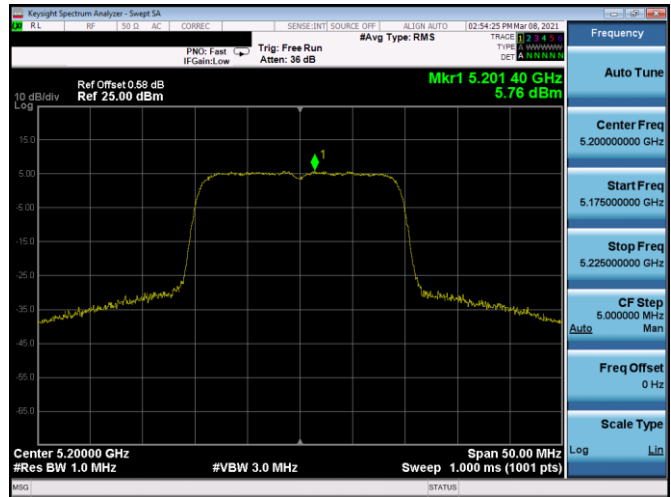 Keysight Spectrum Analyzer - Swept SA
RL RF 50 Ω AC CORREC SENSE:INT SOURCE OFF ALIGN AUTO 02:54:25 PM Mar 08, 2021
#Avg Type: RMS
TRACE 1 2 3 4 5 6
TYPE A WWWWW
DET A N N N N N
PNO: Fast
IFGain:Low
Trig: Free Run
Atten: 36 dB
Mkr1 5.201 40 GHz
5.76 dBm
Ref Offset 0.58 dB
Ref 25.00 dBm
10 dB/div
Log
1
15.0
5.00
-5.00
-15.0
-25.0
-35.0
-55.0
-65.0
Center 5.20000 GHz
Span 50.00 MHz
#Res BW 1.0 MHz
#VBW 3.0 MHz
Sweep 1.000 ms (1001 pts)
MSG
STATUS
Frequency
Auto Tune
Center Freq
5.200000000 GHz
Start Freq
5.175000000 GHz
Stop Freq
5.225000000 GHz
CF Step
5.000000 MHz
Auto Man
Freq Offset
0 Hz
Scale Type
Log Lin